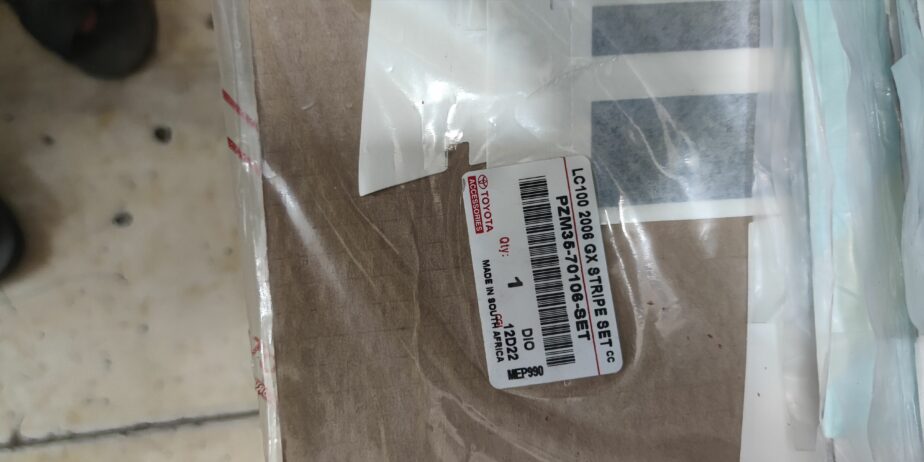 LC100 2006 GX STRIPE SET CC
PZM35-70106-SET
TOYOTA
ACCESSORIES
Qty:
1
DIO
12D22
MADE IN SOUTH AFRICA
MEP990